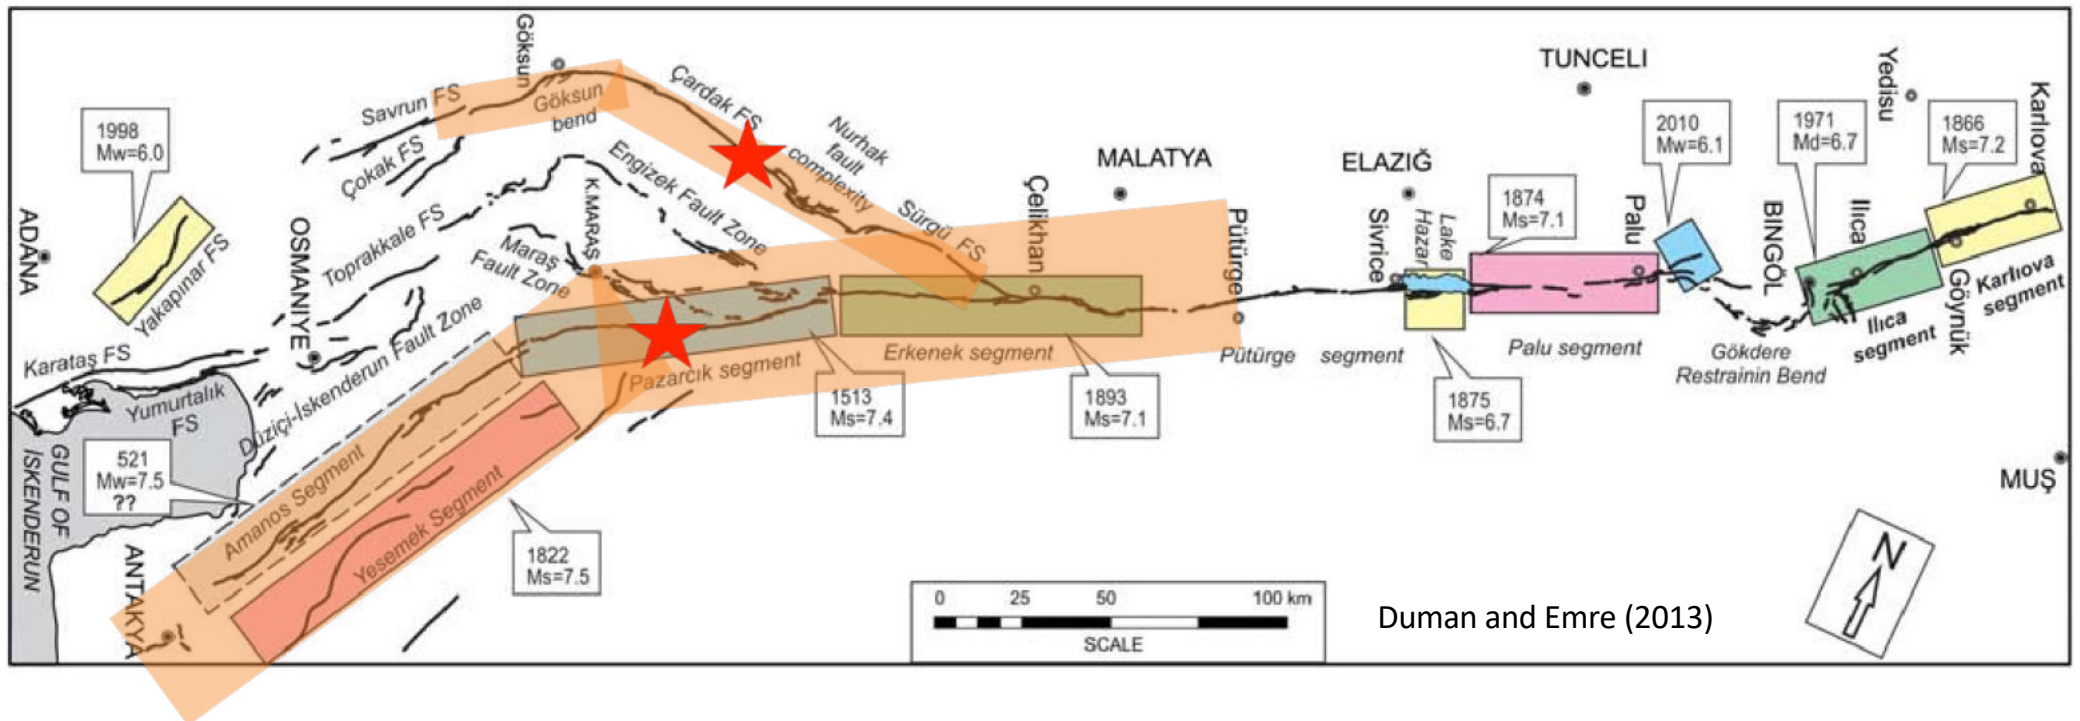 Göksun
TUNCELI
Yedisu
Karlıova
Savrun FS
Göksun
bend
Çardak FS
Nurhak
fault
complexity
1998
Mw=6.0
2010
Mw=6.1
1971
Md=6.7
1866
Ms=7.2
Çokak FS
Engizek Fault Zone
MALATYA
ELAZIĞ
K.MARAŞ
Çelikhan
1874
Ms=7.1
Palu
BINGÖL
Ilıca
ADANA
Yakapınar FS
OSMANIYE
Toprakkale FS
Maraş
Fault Zone
Sürgü FS
Pütürge
Sivrice
Lake
Hazar
Göynük
Karlıova
segment
Ilıca
segment
Karataş FS
Yumurtalık
FS
Düziçi-İskenderun Fault Zone
Pazarcık segment
Erkenek segment
Pütürge segment
Palu segment
Gökdere
Restrainin Bend
1513
Ms=7.4
1893
Ms=7.1
1875
Ms=6.7
GULF OF
İSKENDERUN
521
Mw=7.5
??
Amanos Segment
Yesemek Segment
1822
Ms=7.5
MUŞ
ANTAKYA
N
0 25 50 100 km
SCALE
Duman and Emre (2013)